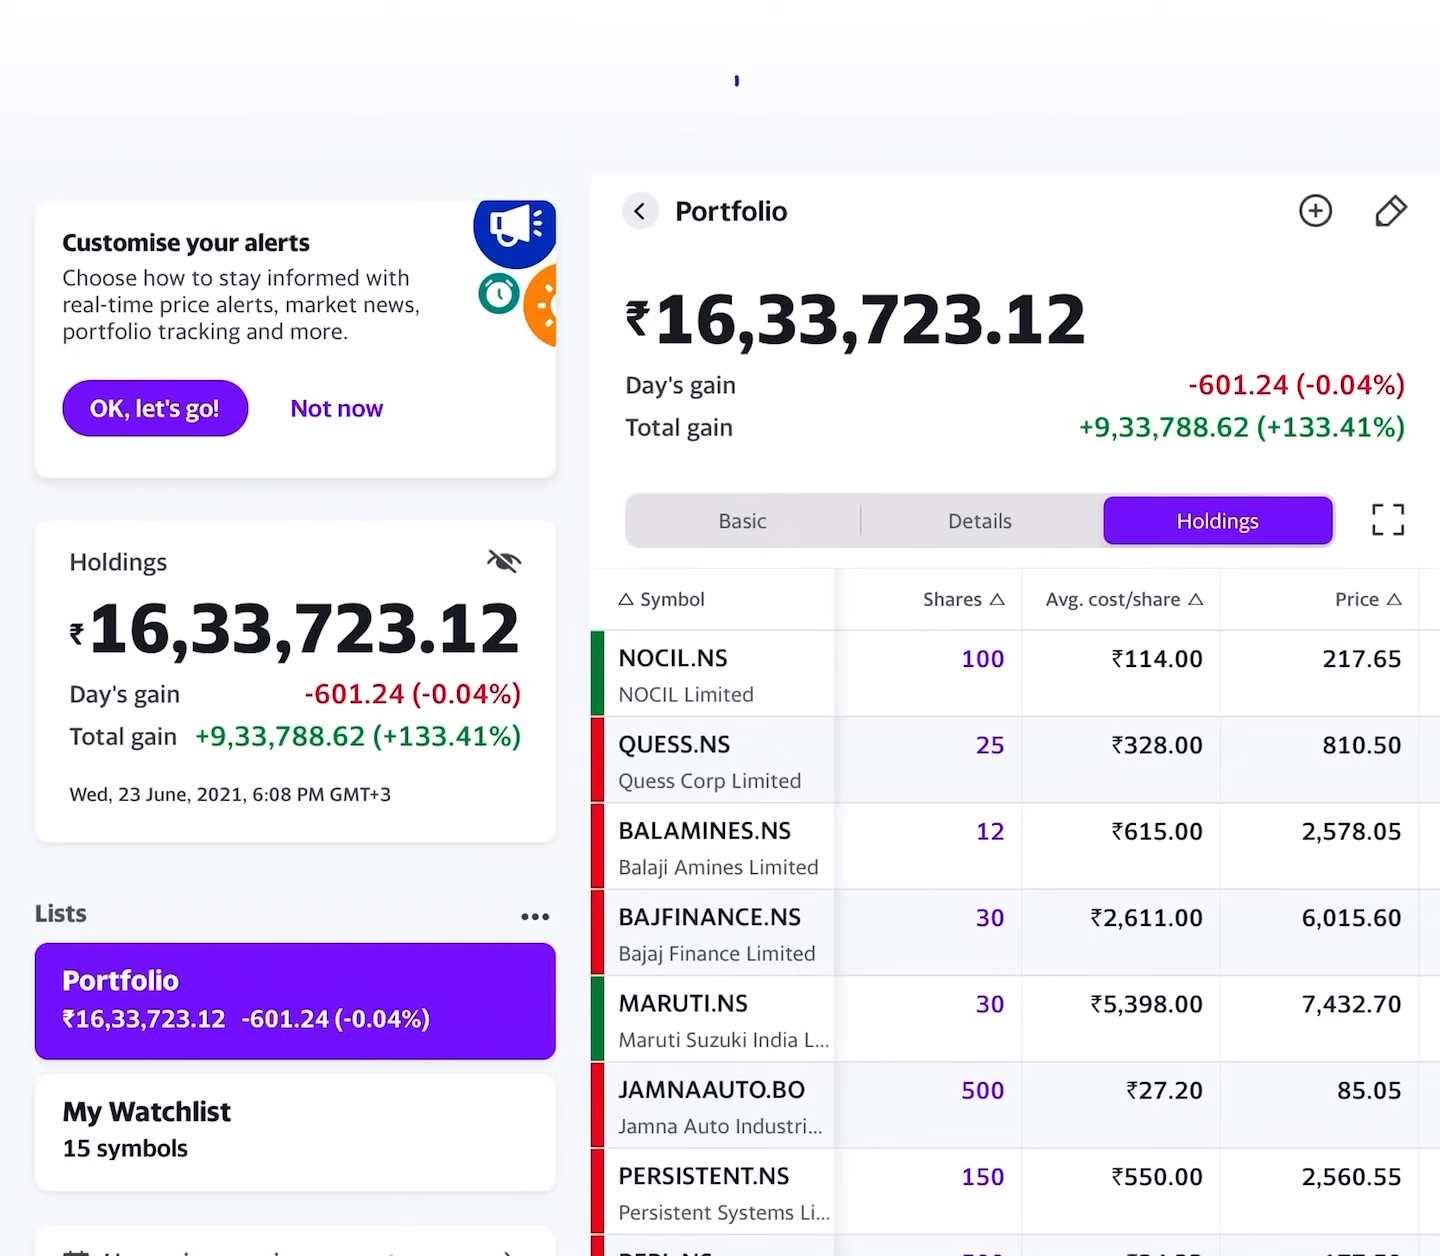 Customise your alerts
Choose how to stay informed with
real-time price alerts, market news,
portfolio tracking and more.
OK, let's go!
Not now
Holdings
₹16,33,723.12
Day's gain -601.24 (-0.04%)
Total gain +9,33,788.62 (+133.41%)
Wed, 23 June, 2021, 6:08 PM GMT+3
Lists
Portfolio
₹16,33,723.12 -601.24 (-0.04%)
My Watchlist
15 symbols
Portfolio
₹16,33,723.12
Day's gain -601.24 (-0.04%)
Total gain +9,33,788.62 (+133.41%)
Basic Details Holdings
Symbol Shares Avg. cost/share Price
NOCIL.NS 100 ₹114.00 217.65
NOCIL Limited
QUESS.NS 25 ₹328.00 810.50
Quess Corp Limited
BALAMINES.NS 12 ₹615.00 2,578.05
Balaji Amines Limited
BAJFINANCE.NS 30 ₹2,611.00 6,015.60
Bajaj Finance Limited
MARUTI.NS 30 ₹5,398.00 7,432.70
Maruti Suzuki India L...
JAMNAAUTO.BO 500 ₹27.20 85.05
Jamna Auto Industri...
PERSISTENT.NS 150 ₹550.00 2,560.55
Persistent Systems Li...